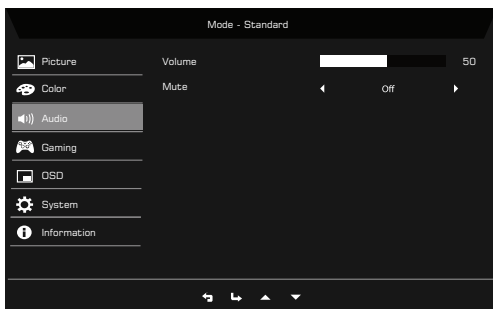 Mode - Standard
Picture
Volume 50
Color
Mute Off
Audio
Gaming
OSD
System
Information